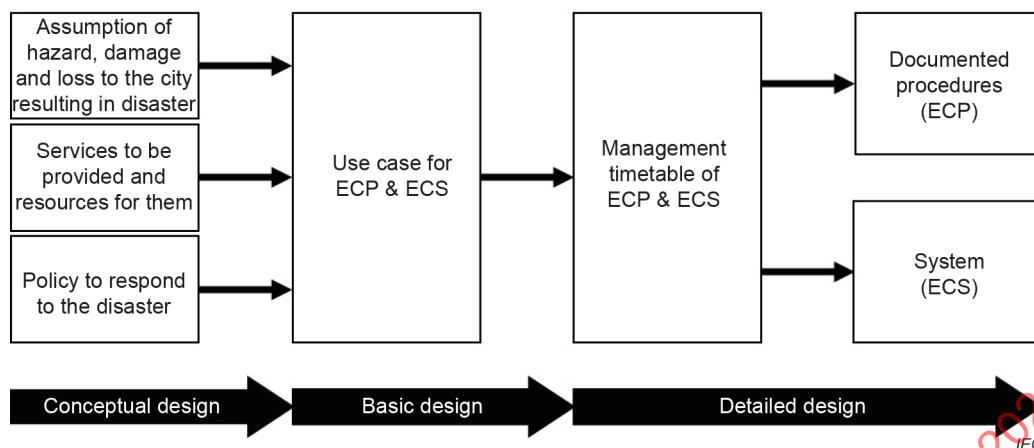 Assumption of
hazard, damage
and loss to the city
resulting in disaster
Services to be
provided and
resources for them
Policy to respond
to the disaster
Use case for
ECP & ECS
Management
timetable of
ECP & ECS
Documented
procedures
(ECP)
System
(ECS)
Conceptual design
Basic design
Detailed design